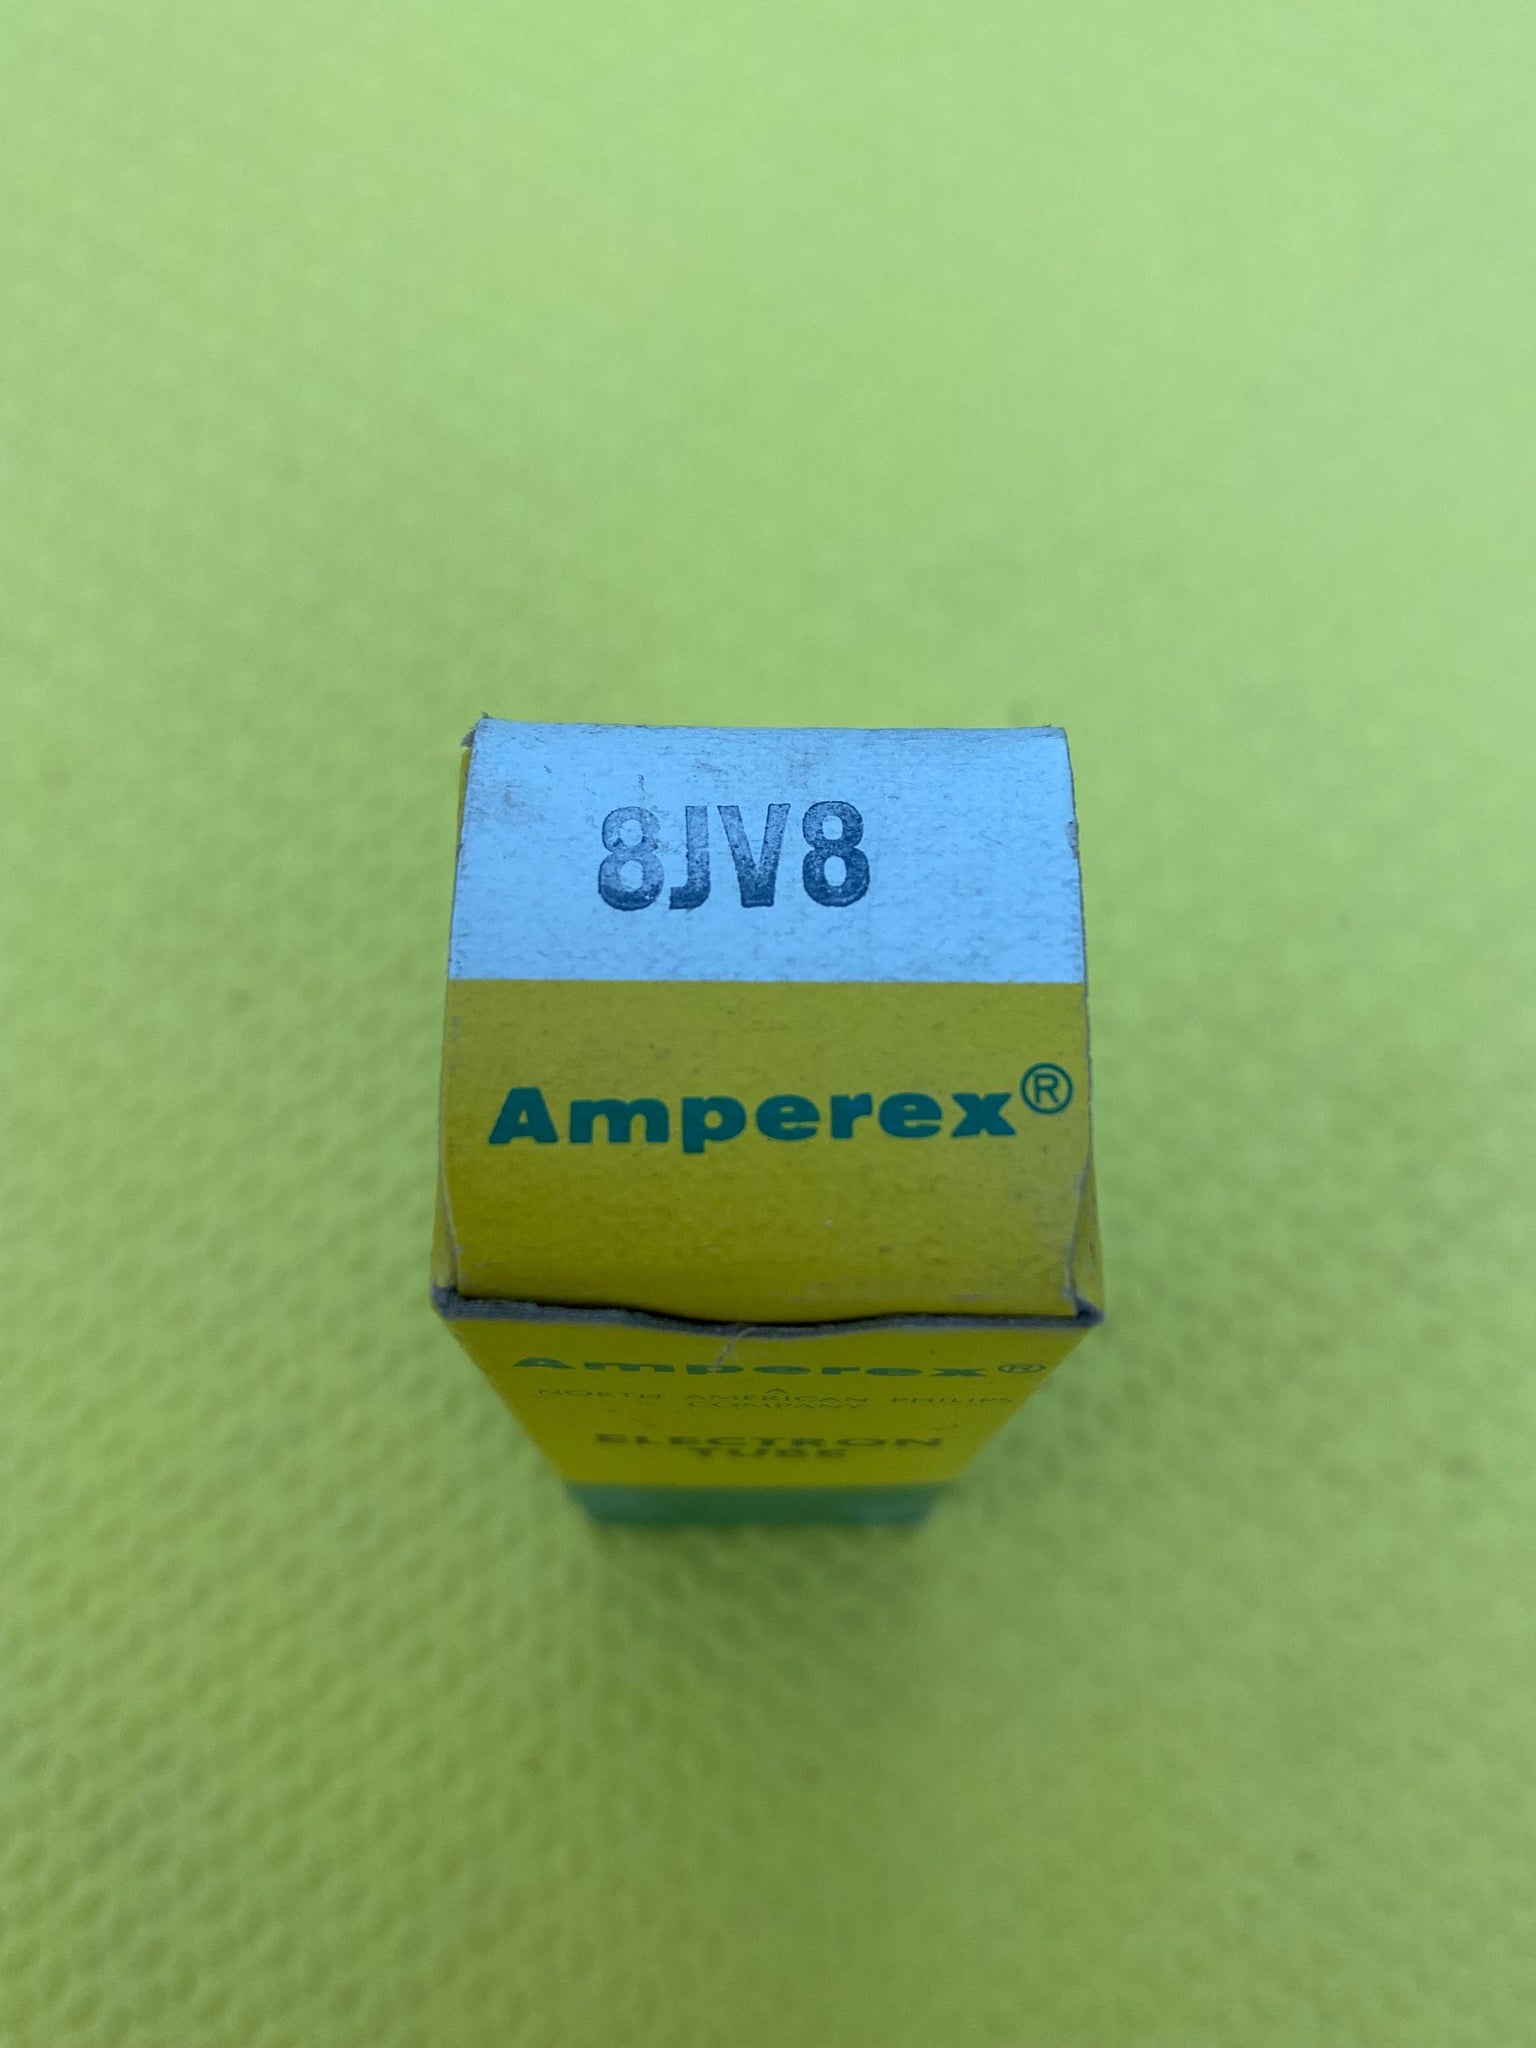 8JV8
Amperex®
Amperex®
A
NORTH AMERICAN PHILIPS
COMPANY
ELECTRON
TUBE